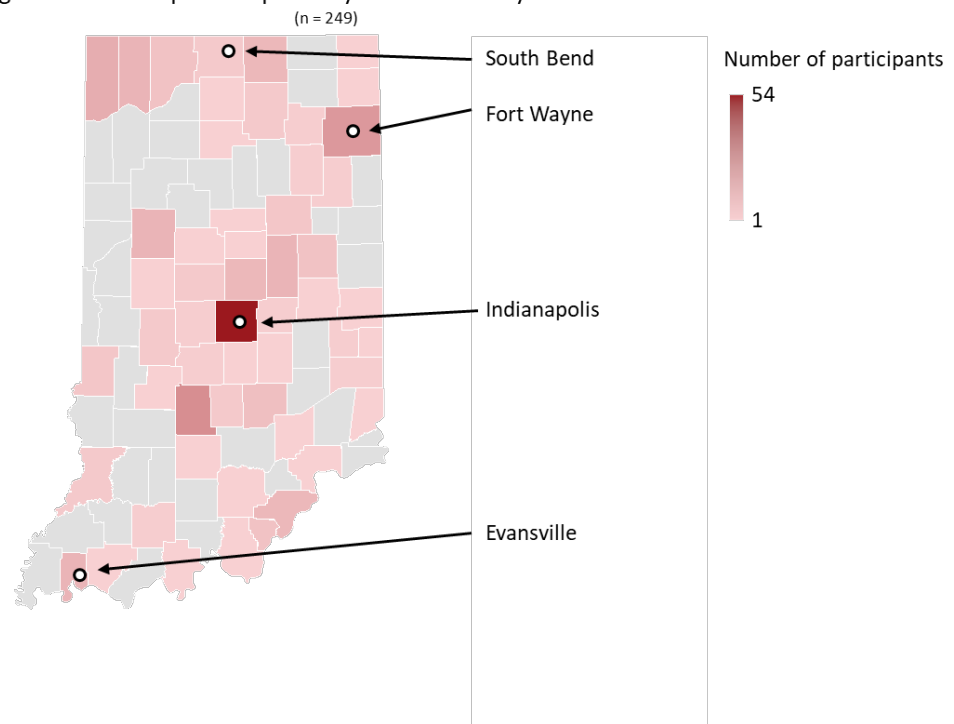 (n = 249)
South Bend
Fort Wayne
Indianapolis
Evansville
Number of participants
54
1